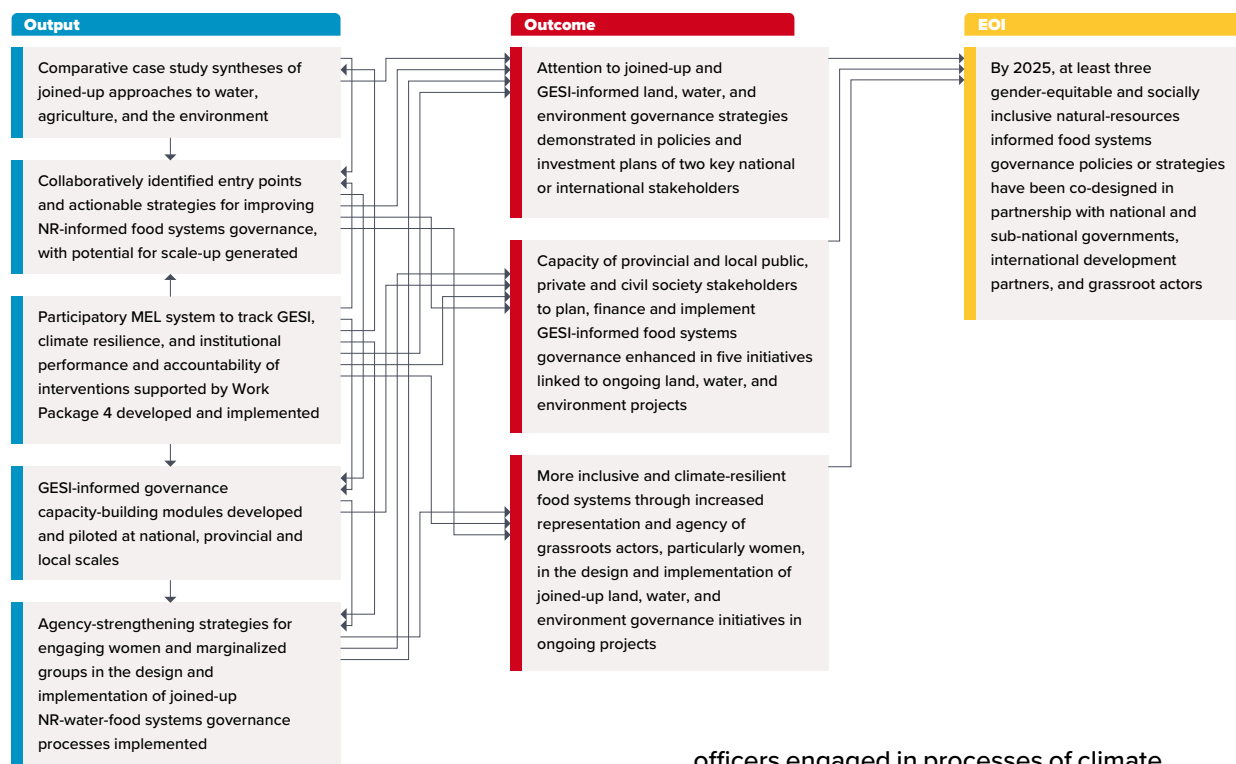 Output
Comparative case study syntheses of
joined-up approaches to water,
agriculture, and the environment
Collaboratively identified entry points
and actionable strategies for improving
NR-informed food systems governance,
with potential for scale-up generated
Participatory MEL system to track GESI,
climate resilience, and institutional
performance and accountability of
interventions supported by Work
Package 4 developed and implemented
GESI-informed governance
capacity-building modules developed
and piloted at national, provincial and
local scales
Agency-strengthening strategies for
engaging women and marginalized
groups in the design and
implementation of joined-up
NR-water-food systems governance
processes implemented
Outcome
Attention to joined-up and
GESI-informed land, water, and
environment governance strategies
demonstrated in policies and
investment plans of two key national
or international stakeholders
Capacity of provincial and local public,
private and civil society stakeholders
to plan, finance and implement
GESI-informed food systems
governance enhanced in five initiatives
linked to ongoing land, water, and
environment projects
More inclusive and climate-resilient
food systems through increased
representation and agency of
grassroots actors, particularly women,
in the design and implementation of
joined-up land, water, and
environment governance initiatives in
ongoing projects
EOI
By 2025, at least three
gender-equitable and socially
inclusive natural-resources
informed food systems
governance policies or strategies
have been co-designed in
partnership with national and
sub-national governments,
international development
partners, and grassroot actors
officers engaged in processes of climate